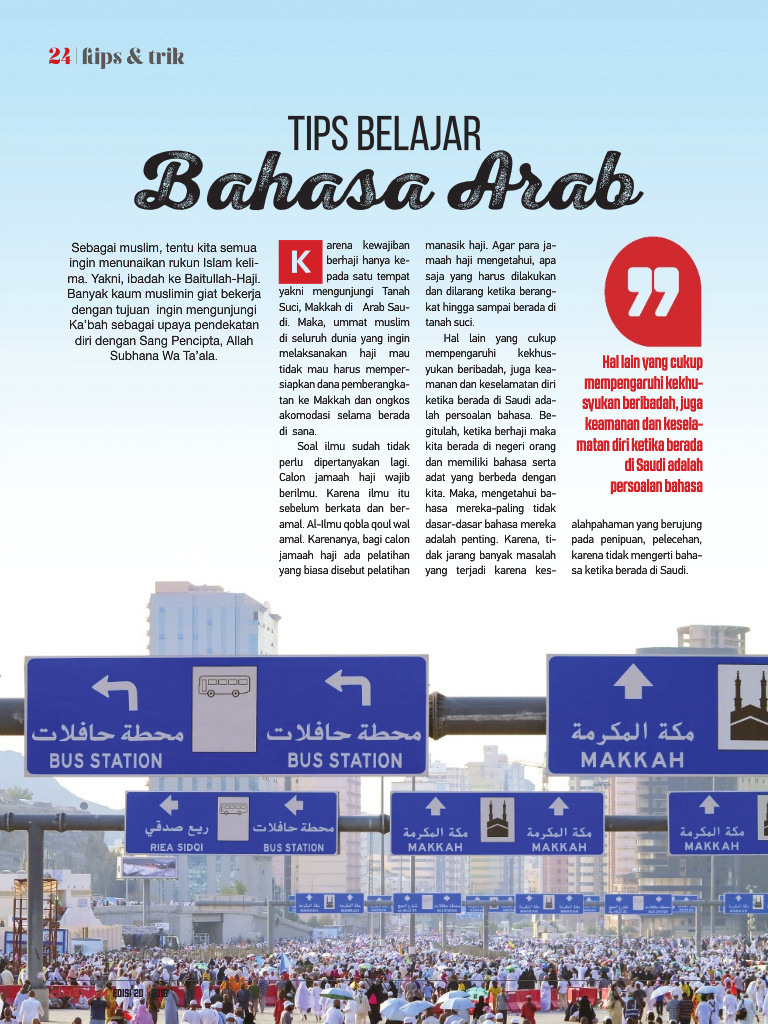 24 | tips & trik
TIPS BELAJAR
Bahasa Arab
Sebagai muslim, tentu kita semua
ingin menunaikan rukun Islam keli-
ma. Yakni, ibadah ke Baitullah-Haji.
Banyak kaum muslimin giat bekerja
dengan tujuan ingin mengunjungi
Ka'bah sebagai upaya pendekatan
diri dengan Sang Pencipta, Allah
Subhana Wa Ta'ala.
Karena kewajiban
berhaji hanya ke-
pada satu tempat
yakni mengunjungi Tanah
Suci, Makkah di Arab Sau-
di. Maka, ummat muslim
di seluruh dunia yang ingin
melaksanakan haji mau
tidak mau harus memper-
siapkan dana pemberangka-
tan ke Makkah dan ongkos
akomodasi selama berada
di sana.
Soal ilmu sudah tidak
perlu dipertanyakan lagi.
Calon jamaah haji wajib
berilmu. Karena ilmu itu
sebelum berkata dan ber-
amal. Al-Ilmu qobla qoul wal
amal. Karenanya, bagi calon
jamaah haji ada pelatihan
yang biasa disebut pelatihan
manasik haji. Agar para ja-
maah haji mengetahui, apa
saja yang harus dilakukan
dan dilarang ketika berang-
kat hingga sampai berada di
tanah suci.
Hal lain yang cukup
mempengaruhi kekhus-
yukan beribadah, juga kea-
manan dan keselamatan diri
ketika berada di Saudi ada-
lah persoalan bahasa. Be-
gitulah, ketika berhaji maka
kita berada di negeri orang
dan memiliki bahasa serta
adat yang berbeda dengan
kita. Maka, mengetahui ba-
hasa mereka-paling tidak
dasar-dasar bahasa mereka
adalah penting. Karena, ti-
dak jarang banyak masalah
yang terjadi karena kes-
”
Hal lain yang cukup
mempengaruhi kekhu-
syukan beribadah, juga
keamanan dan kesela-
matan diri ketika berada
di Saudi adalah
persoalan bahasa
alahpahaman yang berujung
pada penipuan, pelecehan,
karena tidak mengerti baha-
sa ketika berada di Saudi.
محطة حافلات
BUS STATION
محطة حافلات
BUS STATION
مكة المكرمة
MAKKAH
ريع صدقي
RIEA SIDQI
محطة حافلات
BUS STATION
مكة المكرمة
MAKKAH
مكة المكرمة
MAKKAH
مكة المكرمة
MAKKAH
EDISI 20